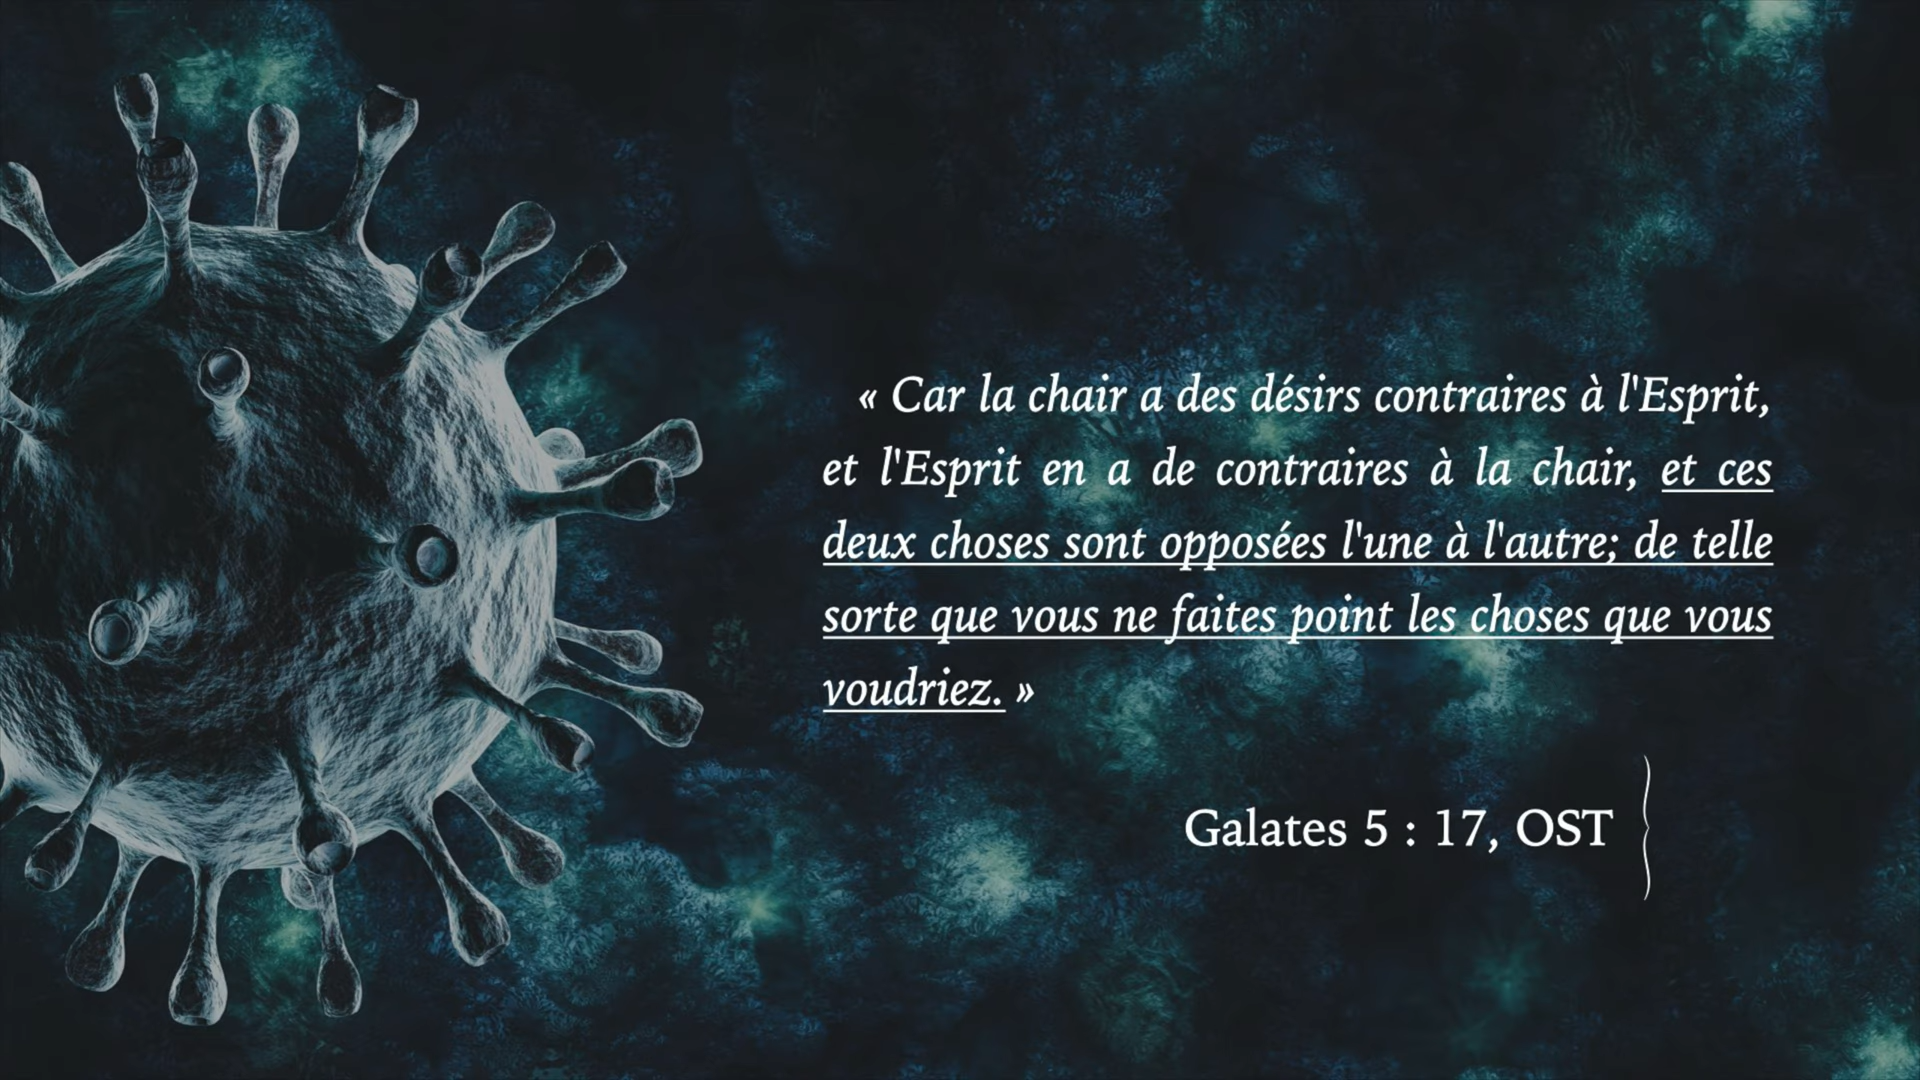 « Car la chair a des désirs contraires à l'Esprit,
et l'Esprit en a de contraires à la chair, et ces
deux choses sont opposées l'une à l'autre; de telle
sorte que vous ne faites point les choses que vous
voudriez. »
Galates 5 : 17, OST